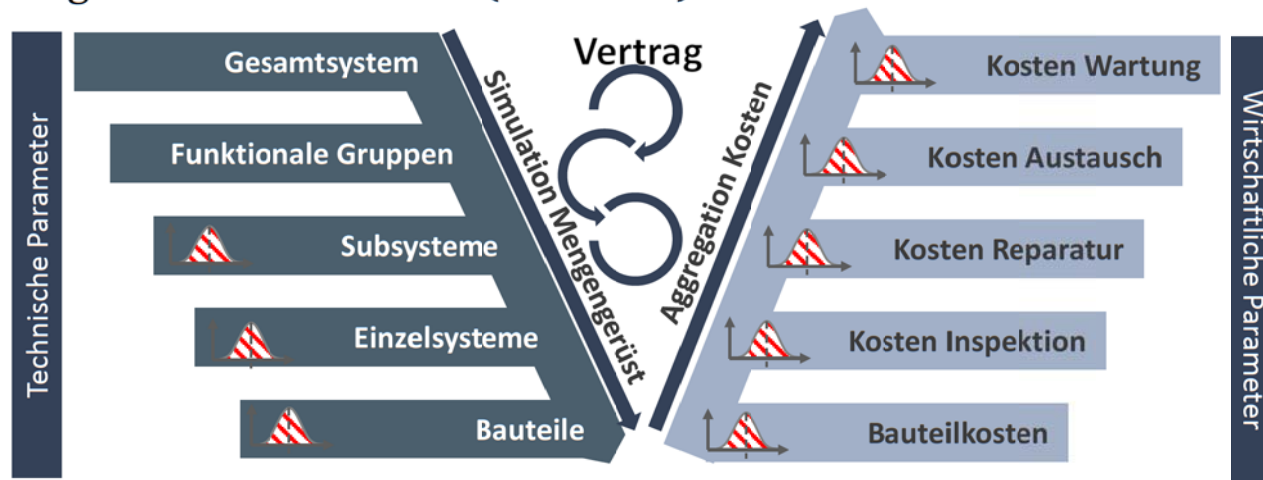 Technische Parameter
Gesamtsystem
Funktionale Gruppen
Subsysteme
Einzelsysteme
Bauteile
Simulation Mengengerüst
Vertrag
Aggregation Kosten
Kosten Wartung
Kosten Austausch
Kosten Reparatur
Kosten Inspektion
Bauteilkosten
Wirtschaftliche Parameter